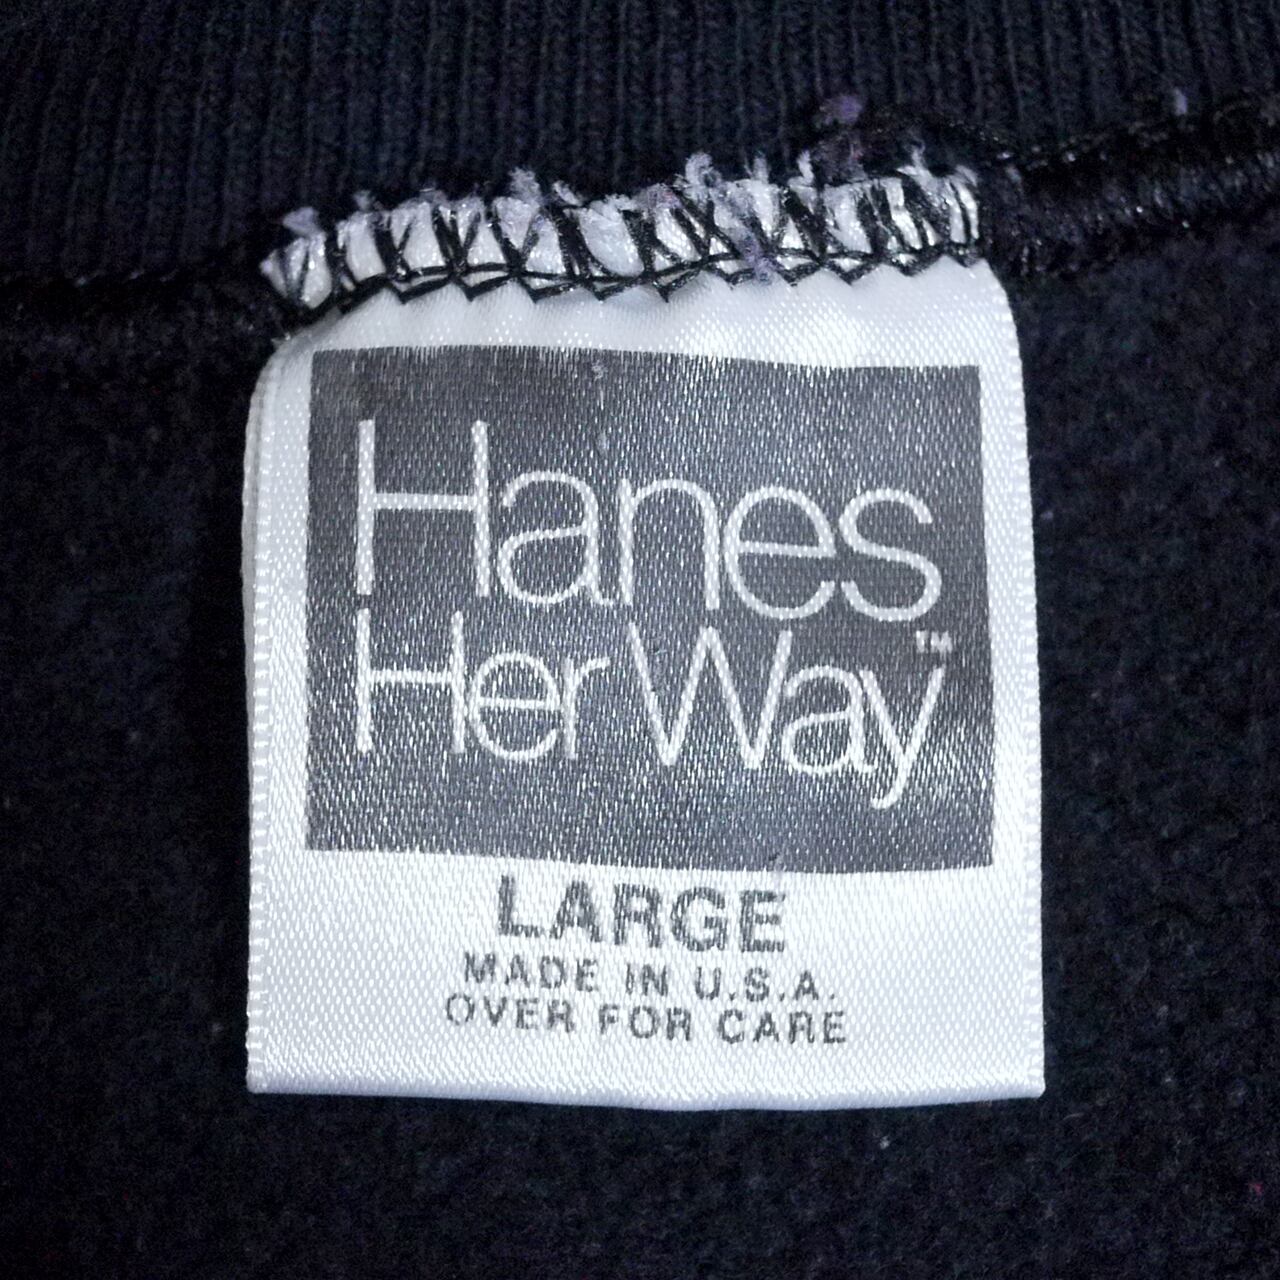 Hanes
Her Way™
LARGE
MADE IN U.S.A.
OVER FOR CARE